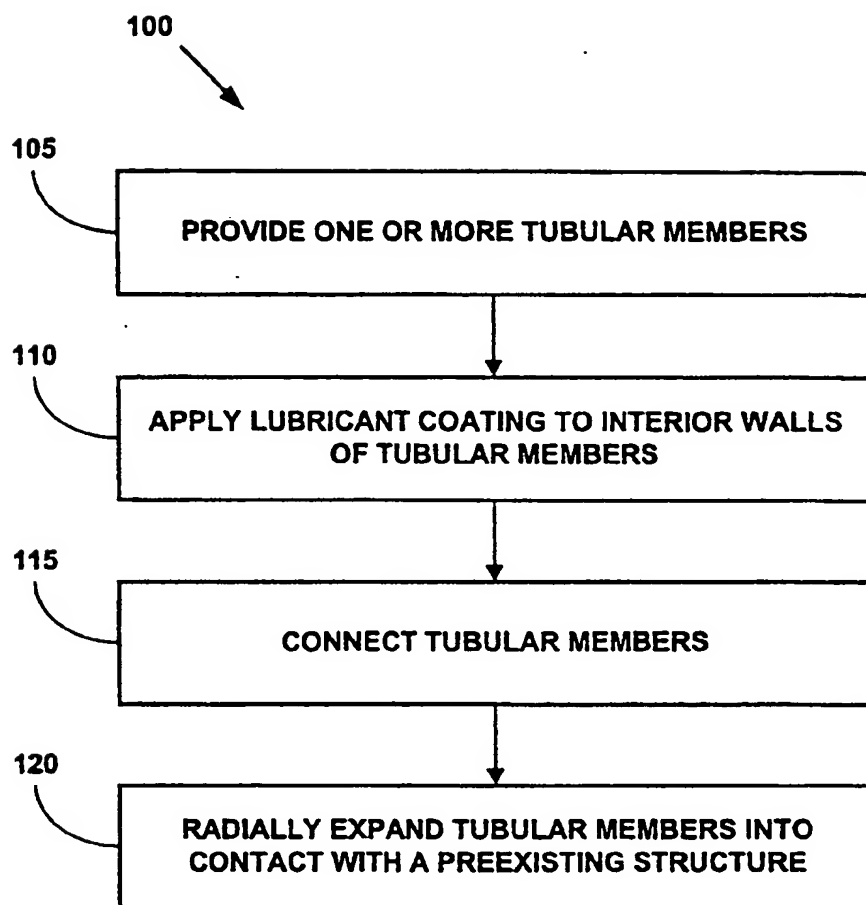 100
105
PROVIDE ONE OR MORE TUBULAR MEMBERS
110
APPLY LUBRICANT COATING TO INTERIOR WALLS
OF TUBULAR MEMBERS
115
CONNECT TUBULAR MEMBERS
120
RADIALLY EXPAND TUBULAR MEMBERS INTO
CONTACT WITH A PREEXISTING STRUCTURE